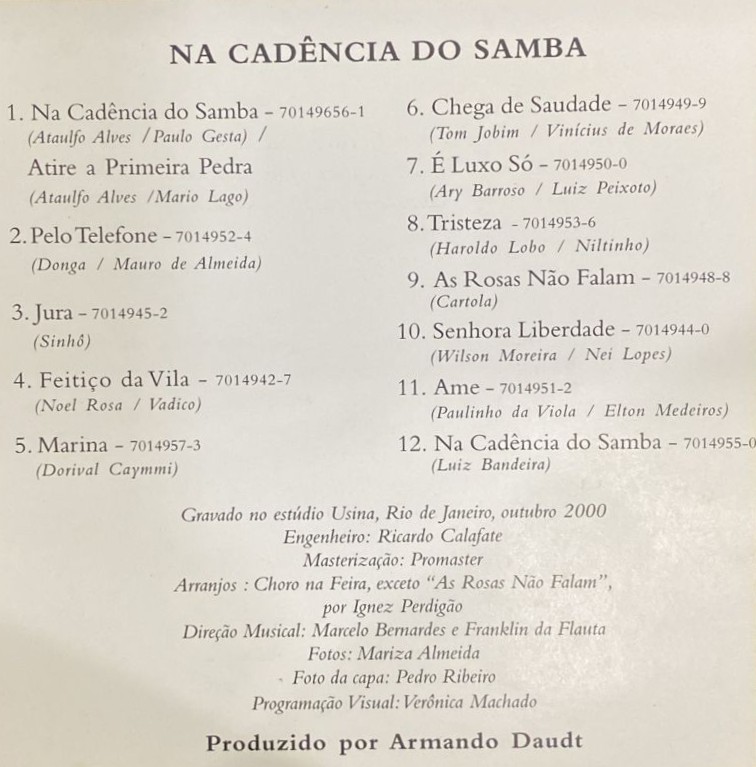 NA CADÊNCIA DO SAMBA
1. Na Cadência do Samba – 70149656-1
(Ataulfo Alves / Paulo Gesta) /
Atire a Primeira Pedra
(Ataulfo Alves / Mario Lago)
2. Pelo Telefone – 7014952-4
(Donga / Mauro de Almeida)
3. Jura – 7014945-2
(Sinhô)
4. Feitiço da Vila – 7014942-7
(Noel Rosa / Vadico)
5. Marina – 7014957-3
(Dorival Caymmi)
6. Chega de Saudade – 7014949-9
(Tom Jobim / Vinícius de Moraes)
7. É Luxo Só – 7014950-0
(Ary Barroso / Luiz Peixoto)
8. Tristeza - 7014953-6
(Haroldo Lobo / Niltinho)
9. As Rosas Não Falam – 7014948-8
(Cartola)
10. Senhora Liberdade – 7014944-0
(Wilson Moreira / Nei Lopes)
11. Ame – 7014951-2
(Paulinho da Viola / Elton Medeiros)
12. Na Cadência do Samba – 7014955-0
(Luiz Bandeira)
Gravado no estúdio Usina, Rio de Janeiro, outubro 2000
Engenheiro: Ricardo Calafate
Masterização: Promaster
Arranjos : Choro na Feira, exceto “As Rosas Não Falam”,
por Ignez Perdigão
Direção Musical: Marcelo Bernardes e Franklin da Flauta
Fotos: Mariza Almeida
Foto da capa: Pedro Ribeiro
Programação Visual: Verônica Machado
Produzido por Armando Daudt